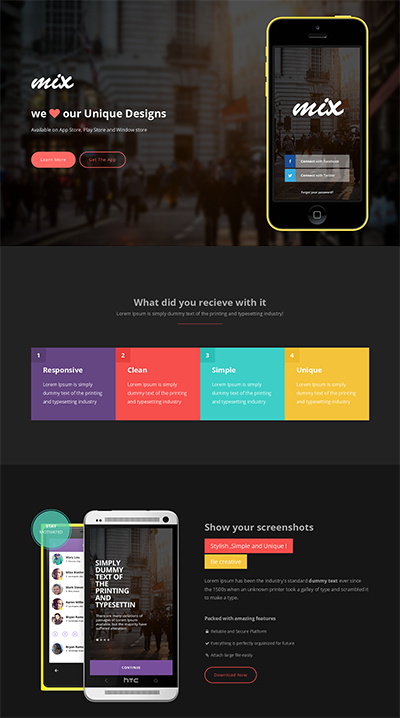 mix
we our Unique Designs
Available on App Store, Play Store and Window store
Learn More
Get The App
mix
Connect with Facebook
Connect with Twitter
Forgot your password?
What did you recieve with it
Lorem Ipsum is simply dummy text of the printing and typesetting industry!
1
Responsive
Lorem Ipsum is simply
dummy text of the printing
and typesetting industry
2
Clean
Lorem Ipsum is simply
dummy text of the printing
and typesetting industry
3
Simple
Lorem Ipsum is simply
dummy text of the printing
and typesetting industry
4
Unique
Lorem Ipsum is simply
dummy text of the printing
and typesetting industry
STAY
MOTIVATED
SIMPLY
DUMMY
TEXT OF
THE
PRINTING
AND
TYPESETTIN
There are many variations of
passages of Lorem Ipsum
available, but the majority have
suffered alteration.
CONTINUE
hTC
Show your screenshots
Stylish ,Simple and Unique !
Be creative
Lorem Ipsum has been the industry's standard dummy text ever since
the 1500s when an unknown printer took a galley of type and scrambled it
to make a type.
Packed with amazing features
Reliable and Secure Platform
Everything is perfectly organized for future
Attach large file easily
Download Now